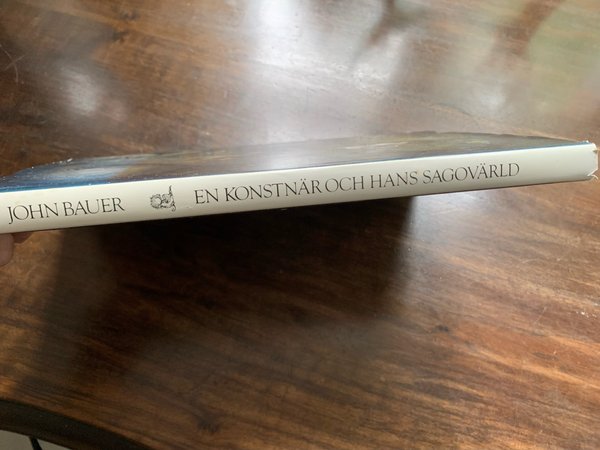 JOHN BAUER EN KONSTNÄR OCH HANS SAGOVÄRLD